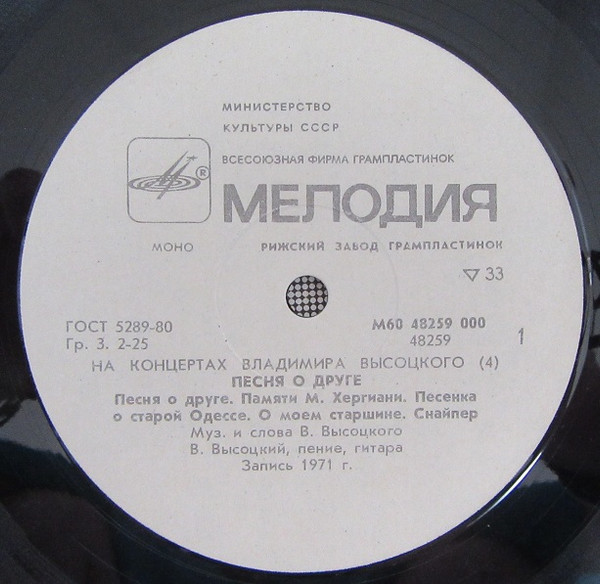 МИНИСТЕРСТВО
КУЛЬТУРЫ СССР
ВСЕСОЮЗНАЯ ФИРМА ГРАМПЛАСТИНОК
®
МЕЛОДИЯ
МОНО РИЖСКИЙ ЗАВОД ГРАМПЛАСТИНОК
▽ 33
ГОСТ 5289-80 М60 48259 000
Гр. 3. 2-25 48259 1
НА КОНЦЕРТАХ ВЛАДИМИРА ВЫСОЦКОГО (4)
ПЕСНЯ О ДРУГЕ
Песня о друге. Памяти М. Хергиани. Песенка
о старой Одессе. О моем старшине. Снайпер
Муз. и слова В. Высоцкого
В. Высоцкий, пение, гитара
Запись 1971 г.